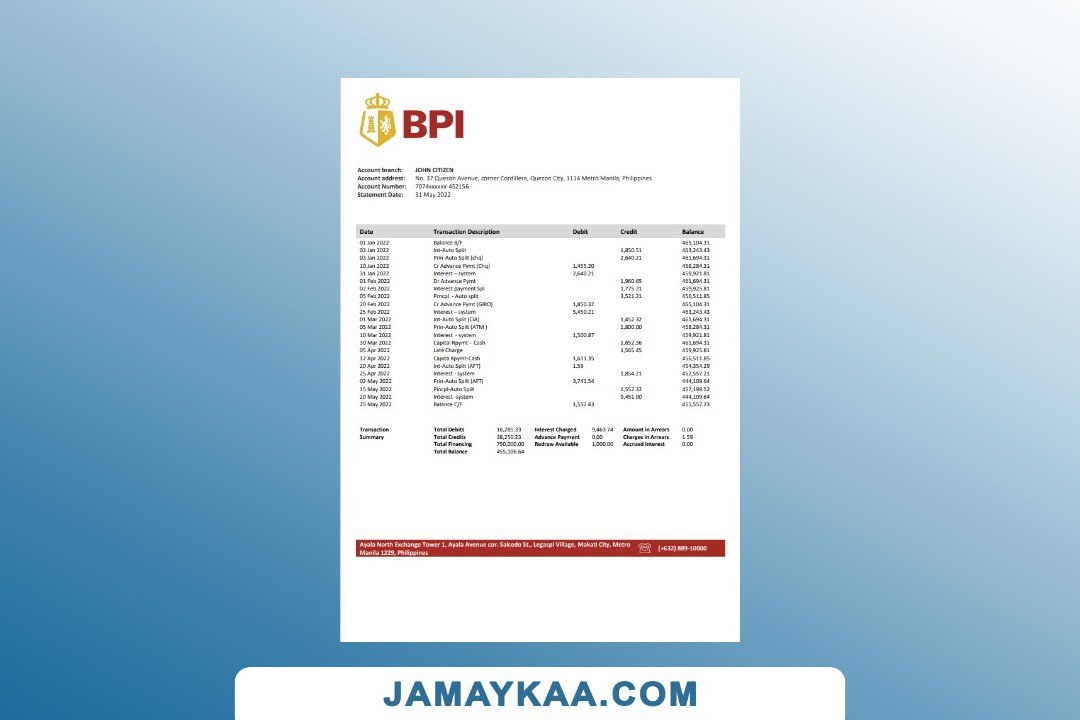 BPI
Account branch: JOHN CITIZEN
Account address: No. 37 Quezon Avenue, corner Cordillera, Quezon City, 1114 Metro Manila, Philippines
Account Number: 7074xxxxxx-452156
Statement Date: 31 May 2022
Date Transaction Description Debit Credit Balance
01 Jan 2022 Balance B/F 465,104.31
03 Jan 2022 Int-Auto Split 1,850.51 463,243.43
03 Jan 2022 Prin-Auto Split (chq) 2,640.21 461,694.31
10 Jan 2022 Cr Advance Pymt (Chq) 1,455.20 458,284.31
31 Jan 2022 Interest – system 2,640.21 459,921.81
01 Feb 2022 Dr Advance Pymt 1,960.65 461,694.31
02 Feb 2022 Interest payment Spl 1,775.21 459,925.81
05 Feb 2022 Prncpl - Auto split 3,521.21 456,511.85
20 Feb 2022 Cr Advance Pymt (GIRO) 1,850.32 465,104.31
25 Feb 2022 Interest – system 5,450.21 463,243.43
01 Mar 2022 Int-Auto Split (CIA) 1,452.32 461,694.31
05 Mar 2022 Prin-Auto Split (ATM ) 1,800.00 458,284.31
10 Mar 2022 Interest - system 1,500.87 459,921.81
30 Mar 2022 Capital Rpymt – Cash 1,652.36 461,694.31
05 Apr 2022 Late Charge 1,565.45 459,925.81
12 Apr 2022 Capita Rpymt-Cash 1,611.35 456,511.85
20 Apr 2022 Int-Auto Split (AFT) 1.59 454,354.29
25 Apr 2022 Interest - system 1,854.21 452,557.21
02 May 2022 Prin-Auto Split (AFT) 3,741.54 444,109.64
15 May 2022 Pincpl-Auto Split 1,552.32 457,198.52
20 May 2022 Interest -system 9,451.00 444,109.64
25 May 2022 Balance C/F 1,552.43 455,557.23
Transaction Total Debits 16,285.33 Interest Charged 9,463.74 Amount in Arrears 0.00
Summary Total Credits 38,250.23 Advance Payment 0.00 Charges in Arrears 1.59
Total Financing 750,000.00 Redraw Available 1,000.00 Accrued Interest 0.00
Total Balance 455,106.64
Ayala North Exchange Tower 1, Ayala Avenue cor. Salcedo St., Legaspi Village, Makati City, Metro
Manila 1229, Philippines
(+632) 889-10000
JAMAYKAA.COM